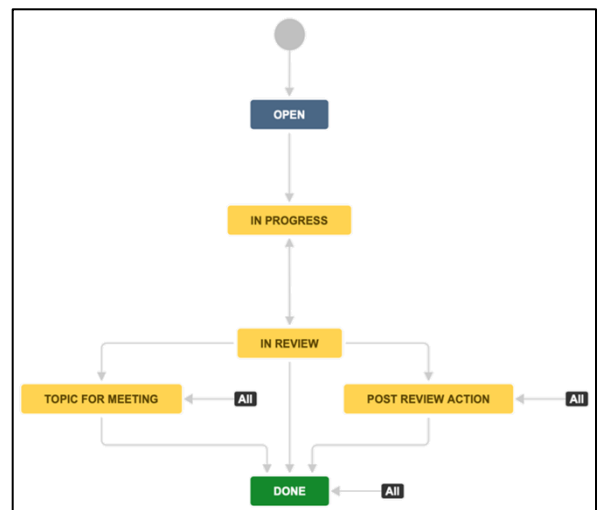 OPEN
IN PROGRESS
IN REVIEW
TOPIC FOR MEETING
All
POST REVIEW ACTION
All
DONE
All